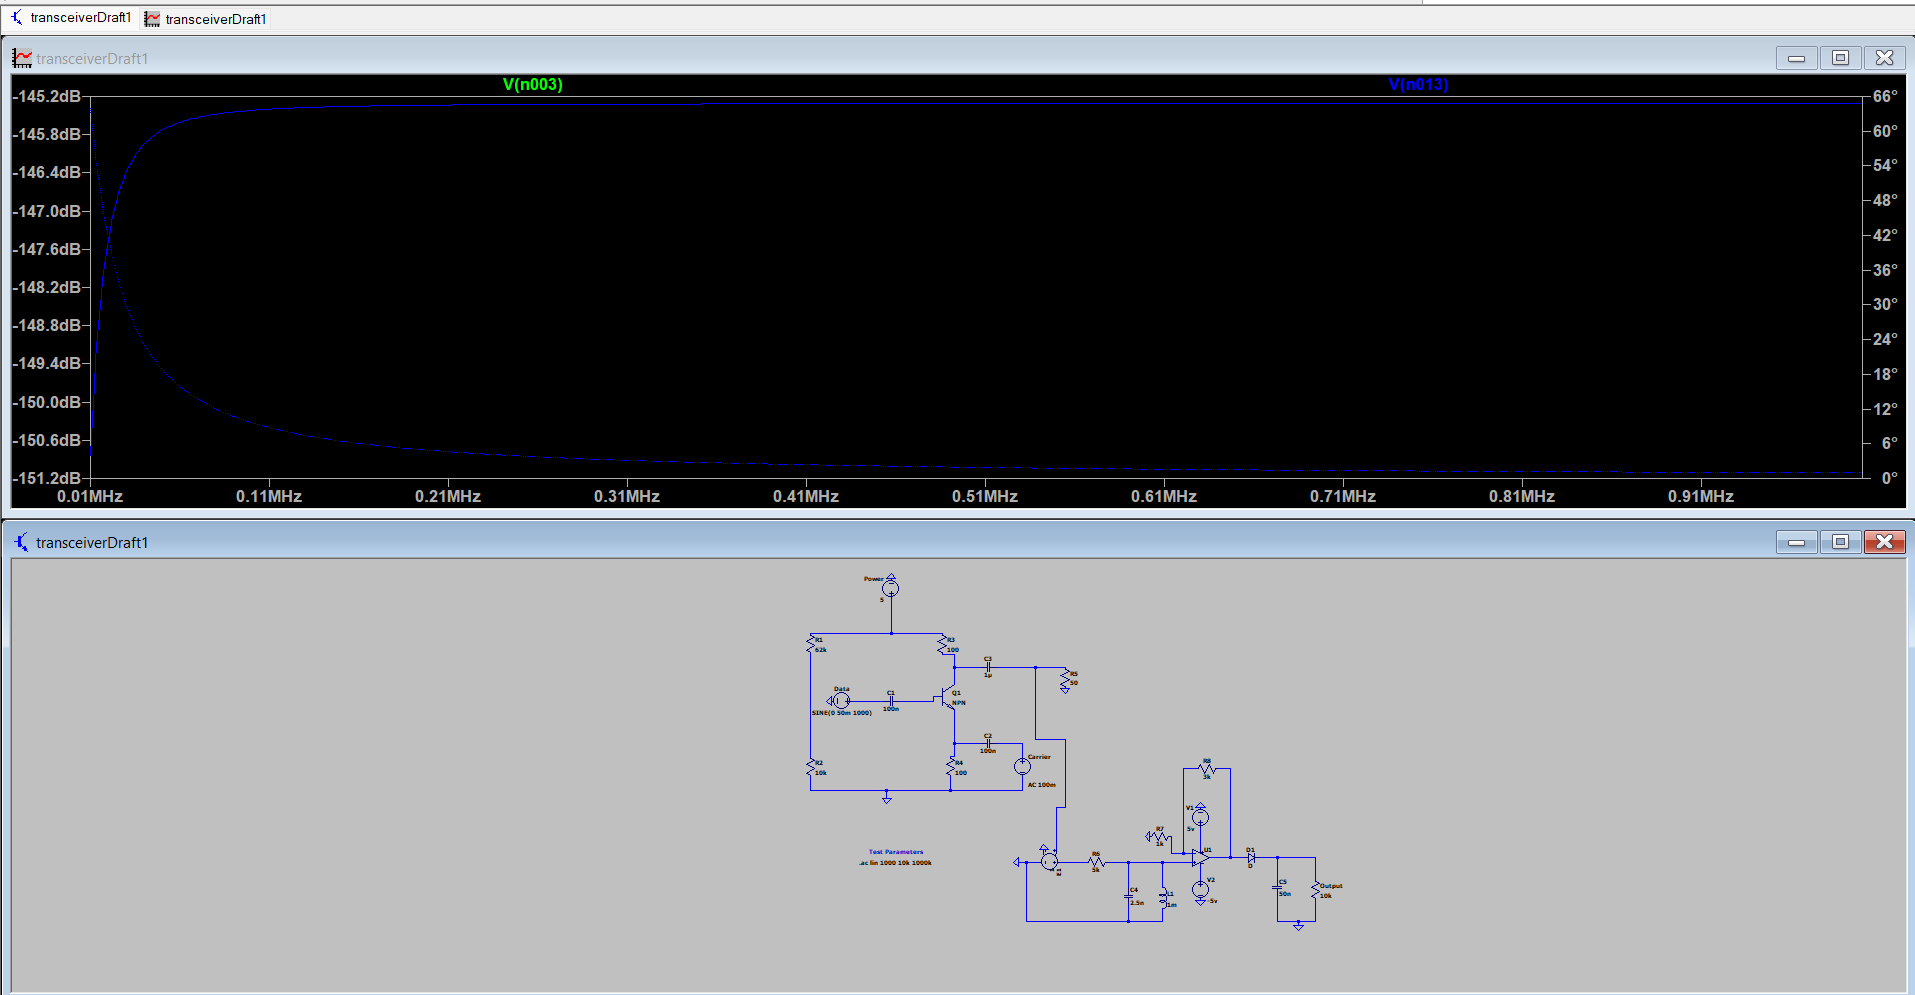 transceiverDraft1 transceiverDraft1
transceiverDraft1
V(n003) V(n013)
-145.2dB 66°
-145.8dB 60°
-146.4dB 54°
-147.0dB 48°
-147.6dB 42°
-148.2dB 36°
-148.8dB 30°
-149.4dB 24°
-150.0dB 18°
-150.6dB 12°
-151.2dB 6°
0°
0.01MHz 0.11MHz 0.21MHz 0.31MHz 0.41MHz 0.51MHz 0.61MHz 0.71MHz 0.81MHz 0.91MHz
transceiverDraft1
Power
5
R1
62k
R3
100
C3
1µ
R5
50
Data
SINE(0 50m 1000)
C1
100n
Q1
NPN
C2
100n
Carrier
AC 100m
R2
10k
R4
100
R8
3k
V1
5v
R7
1k
U1
D1
D
Test Parameters
.ac lin 1000 10k 1000k
E1
R6
5k
C4
2.5n
L1
1m
V2
-5v
C5
50n
Output
10k